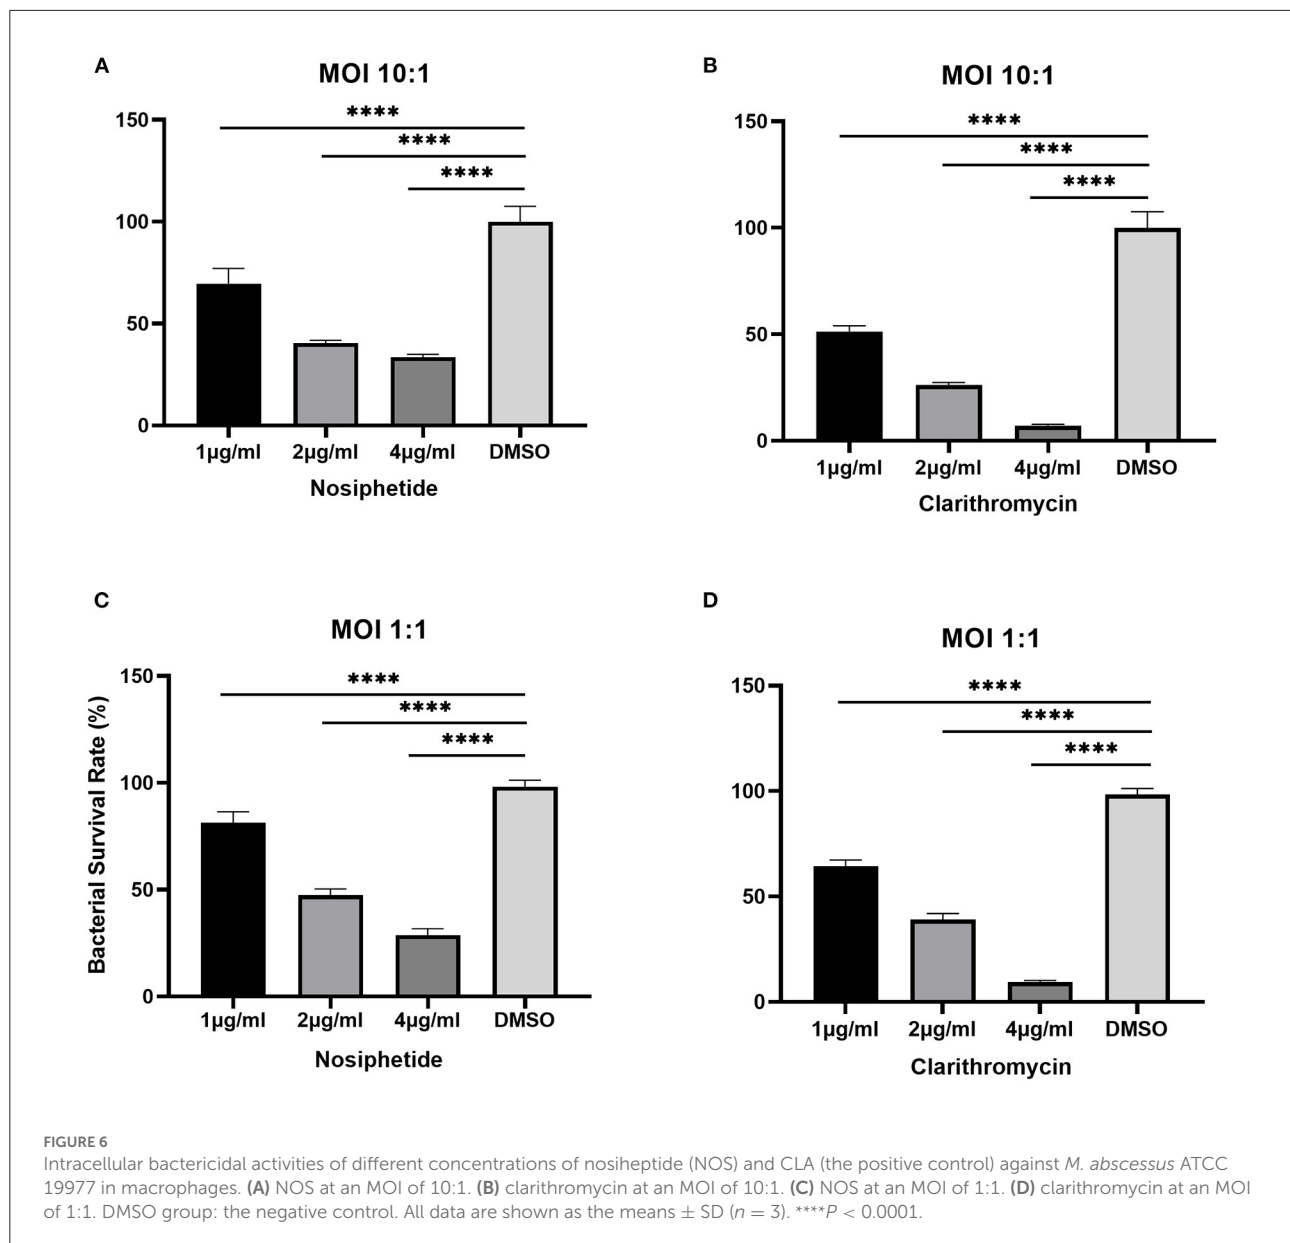 A
MOI 10:1
150
100
50
0
****
****
****
1µg/ml 2µg/ml 4µg/ml DMSO
Nosiphetide
B
MOI 10:1
150
100
50
0
****
****
****
1µg/ml 2µg/ml 4µg/ml DMSO
Clarithromycin
C
MOI 1:1
Bacterial Survival Rate (%)
150
100
50
0
****
****
****
1µg/ml 2µg/ml 4µg/ml DMSO
Nosiphetide
D
MOI 1:1
150
100
50
0
****
****
****
1µg/ml 2µg/ml 4µg/ml DMSO
Clarithromycin
FIGURE 6
Intracellular bactericidal activities of different concentrations of nosiheptide (NOS) and CLA (the positive control) against M. abscessus ATCC
19977 in macrophages. (A) NOS at an MOI of 10:1. (B) clarithromycin at an MOI of 10:1. (C) NOS at an MOI of 1:1. (D) clarithromycin at an MOI
of 1:1. DMSO group: the negative control. All data are shown as the means ± SD (n = 3). ****P < 0.0001.